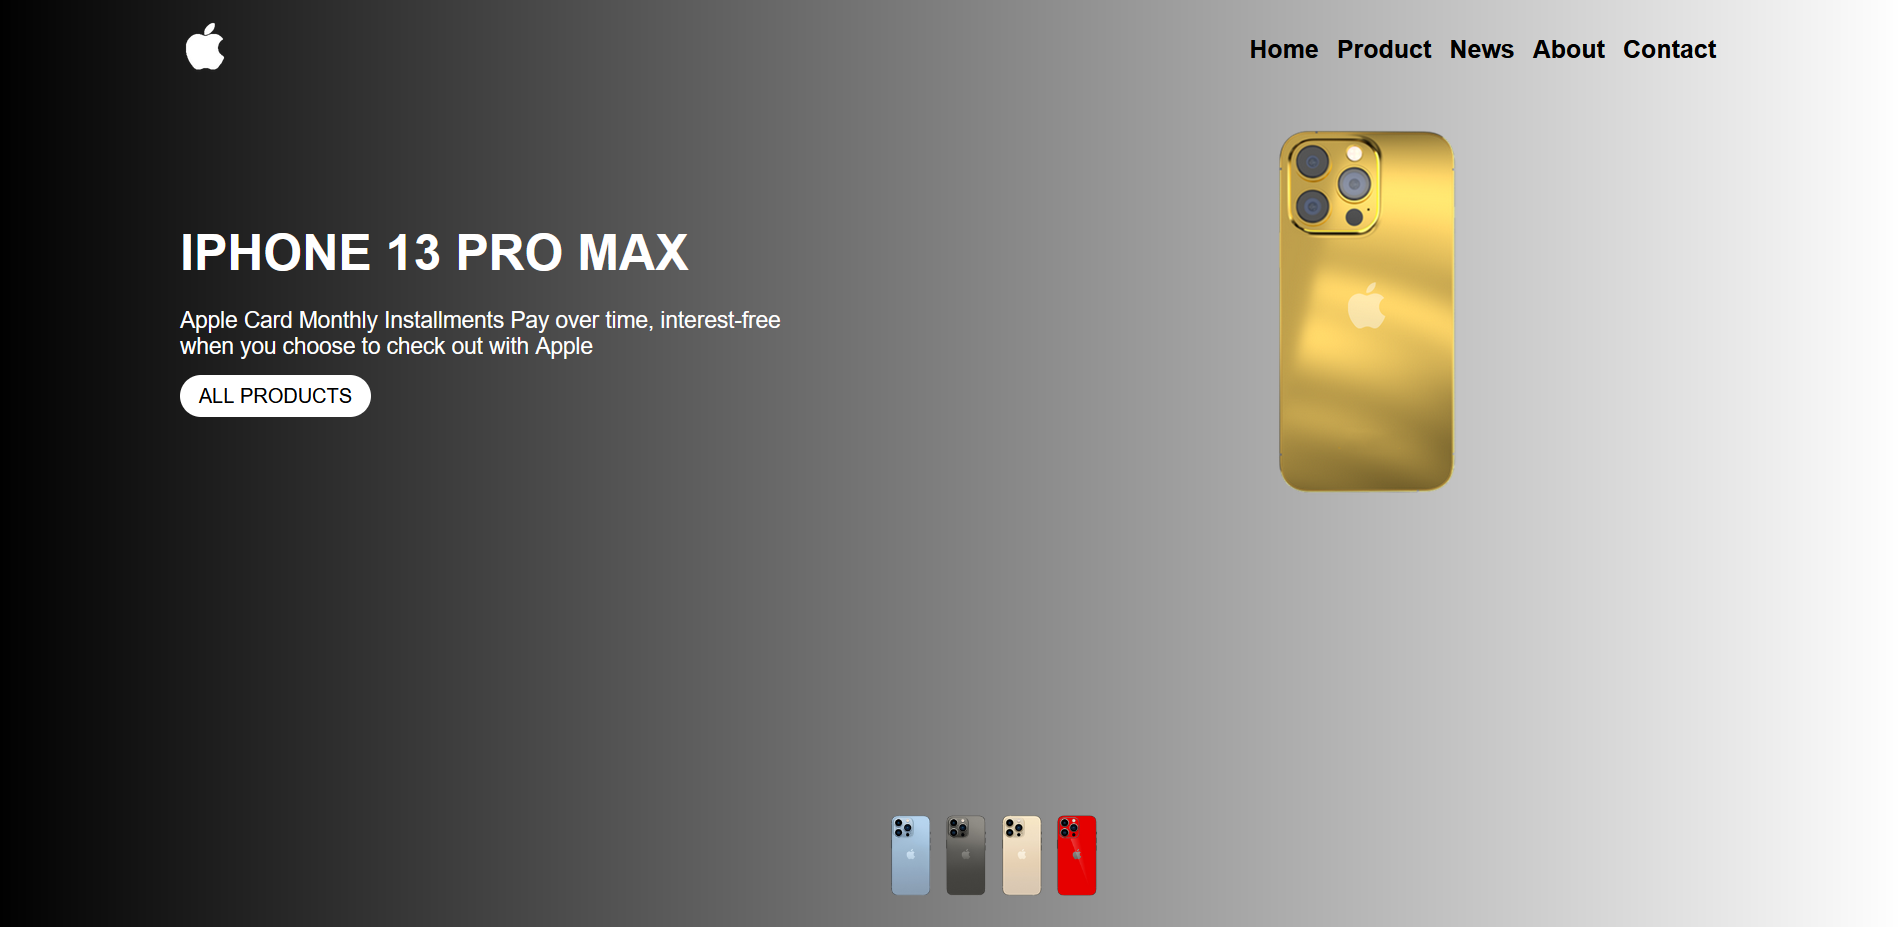 Home Product News About Contact
IPHONE 13 PRO MAX
Apple Card Monthly Installments Pay over time, interest-free
when you choose to check out with Apple
ALL PRODUCTS